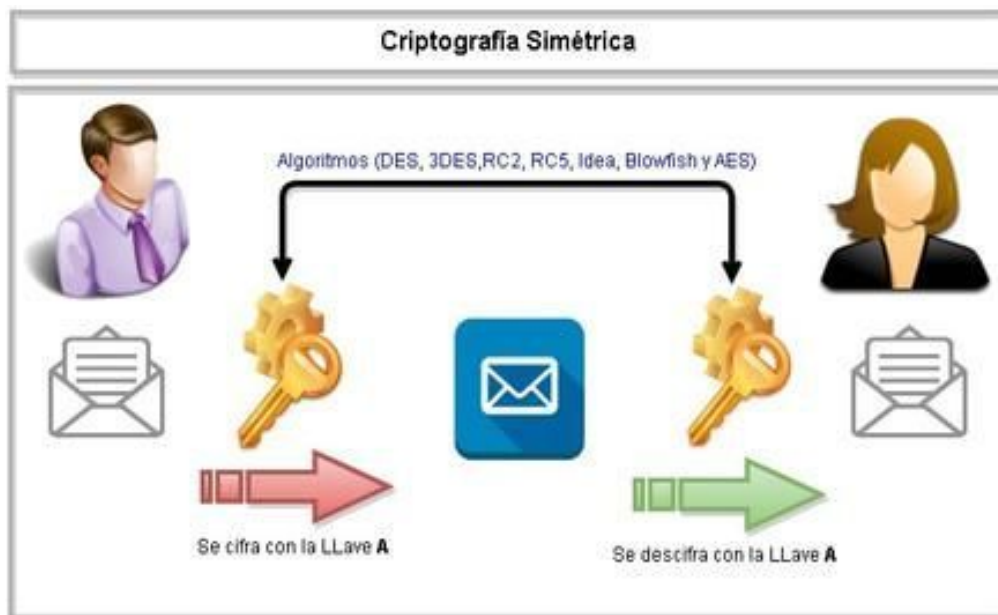 Criptografía Simétrica
Algoritmos (DES, 3DES,RC2, RC5, Idea, Blowfish y AES)
Se cifra con la LLave A
Se descifra con la LLave A